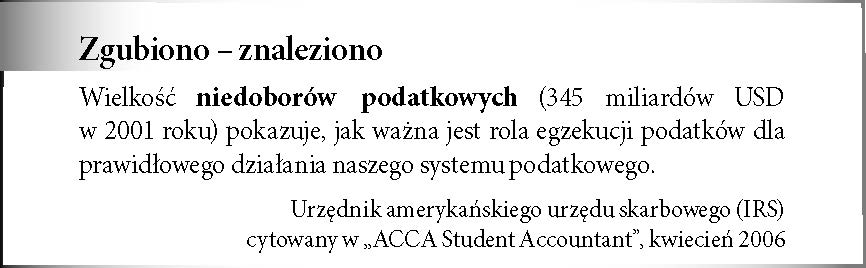 Zgubiono – znaleziono
Wielkość niedoborów podatkowych (345 miliardów USD
w 2001 roku) pokazuje, jak ważna jest rola egzekucji podatków dla
prawidłowego działania naszego systemu podatkowego.
Urzędnik amerykańskiego urzędu skarbowego (IRS)
cytowany w „ACCA Student Accountant”, kwiecień 2006